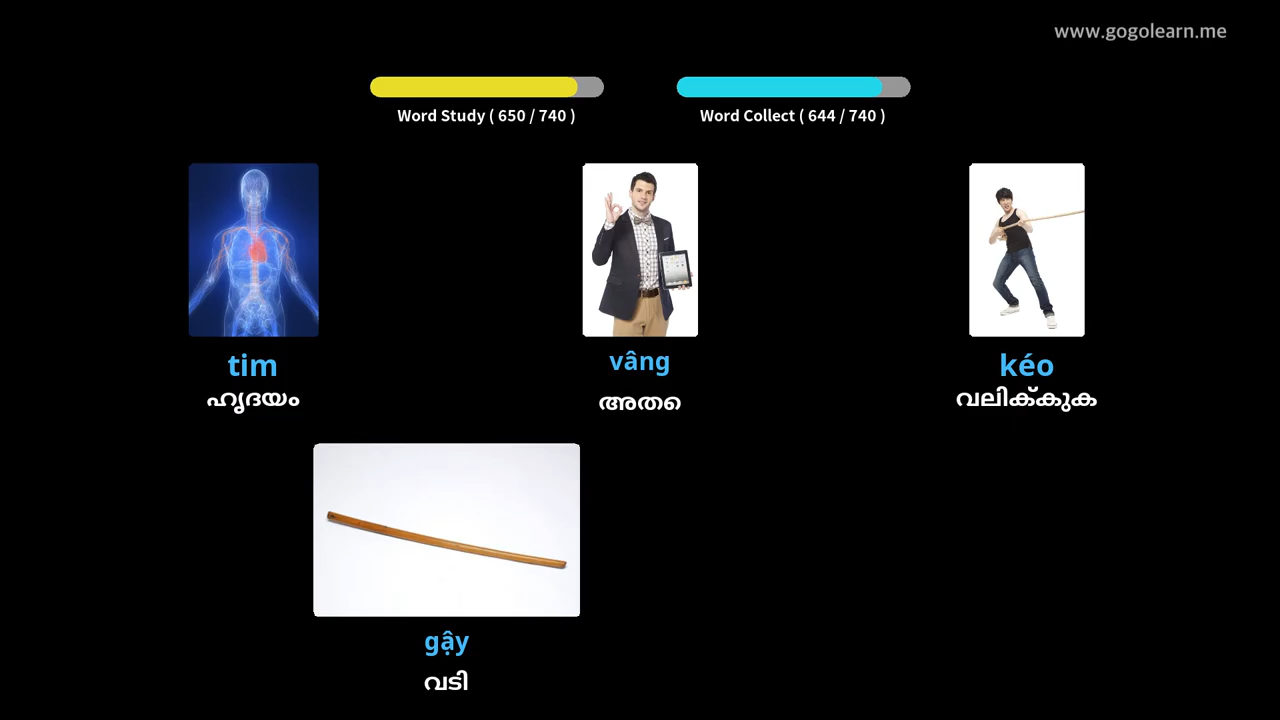 www.gogolearn.me
Word Study ( 650 / 740 )
Word Collect ( 644 / 740 )
tim
ഹൃദയം
vâng
അതെ
kéo
വലിക്കുക
gậy
വടി